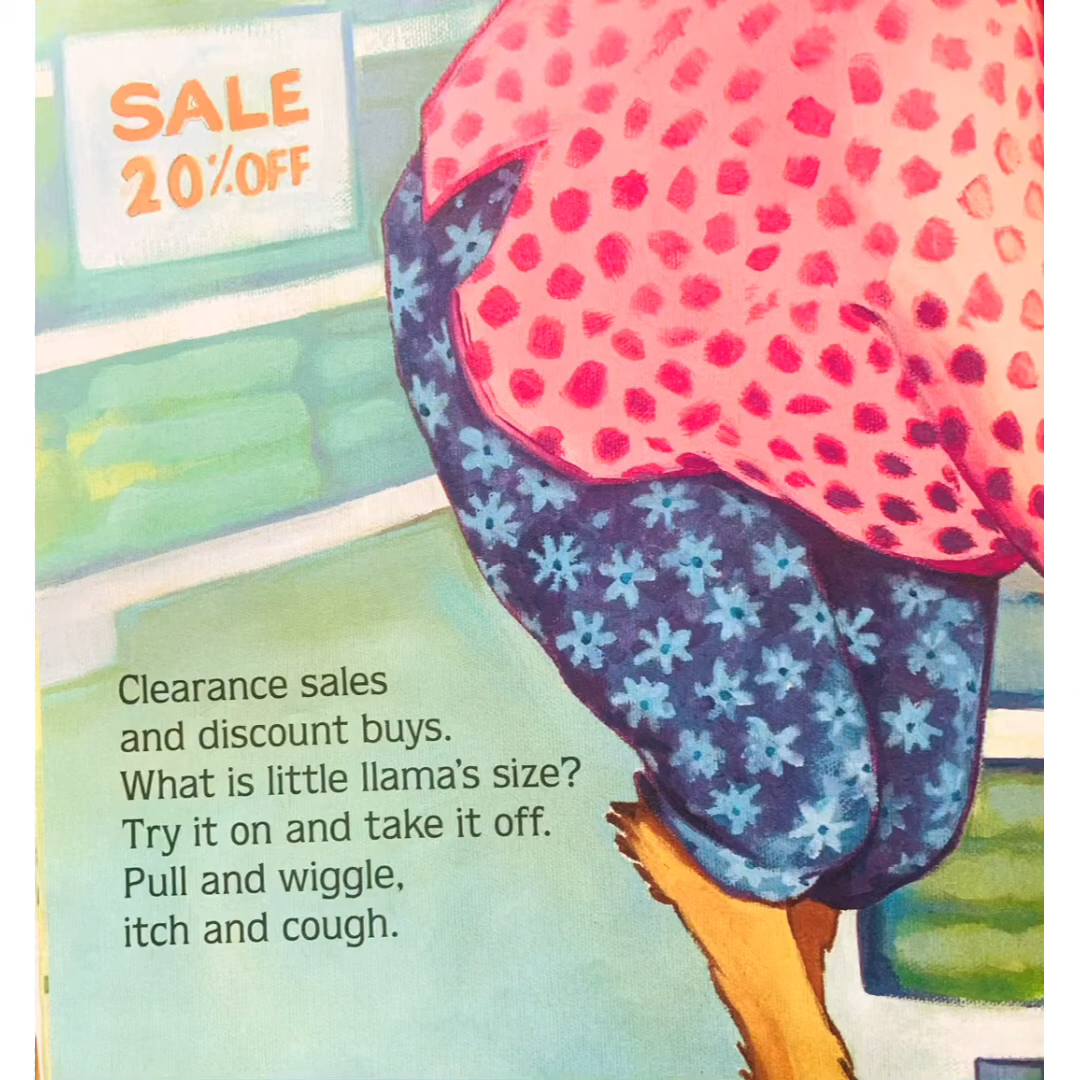 SALE
20% OFF
Clearance sales
and discount buys.
What is little llama's size?
Try it on and take it off.
Pull and wiggle,
itch and cough.